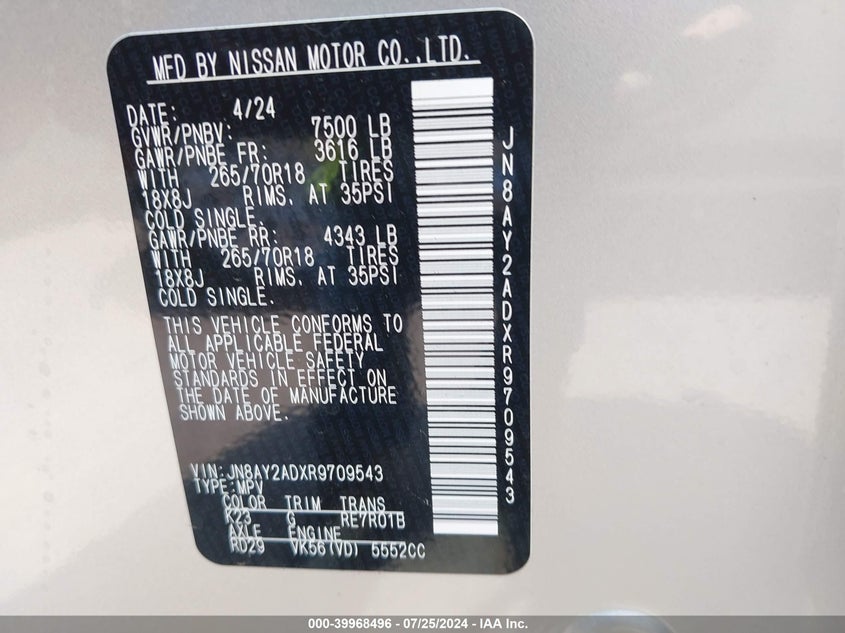 MFD BY NISSAN MOTOR CO.,LTD.
DATE: 4/24
GVWR/PNBV: 7500 LB
GAWR/PNBE FR: 3616 LB
WITH 265/70R18 TIRES
18X8J RIMS. AT 35PSI
COLD SINGLE.
GAWR/PNBE RR: 4343 LB
WITH 265/70R18 TIRES
18X8J RIMS. AT 35PSI
COLD SINGLE.
THIS VEHICLE CONFORMS TO
ALL APPLICABLE FEDERAL
MOTOR VEHICLE SAFETY
STANDARDS IN EFFECT ON
THE DATE OF MANUFACTURE
SHOWN ABOVE.
VIN:JN8AY2ADXR9709543
TYPE:MPV
COLOR TRIM TRANS
K23 G RE7R01B
AXLE ENGINE
RD29 VK56(VD) 5552CC
JN8AY2ADXR9709543
000-39968496 - 07/25/2024 - IAA Inc.